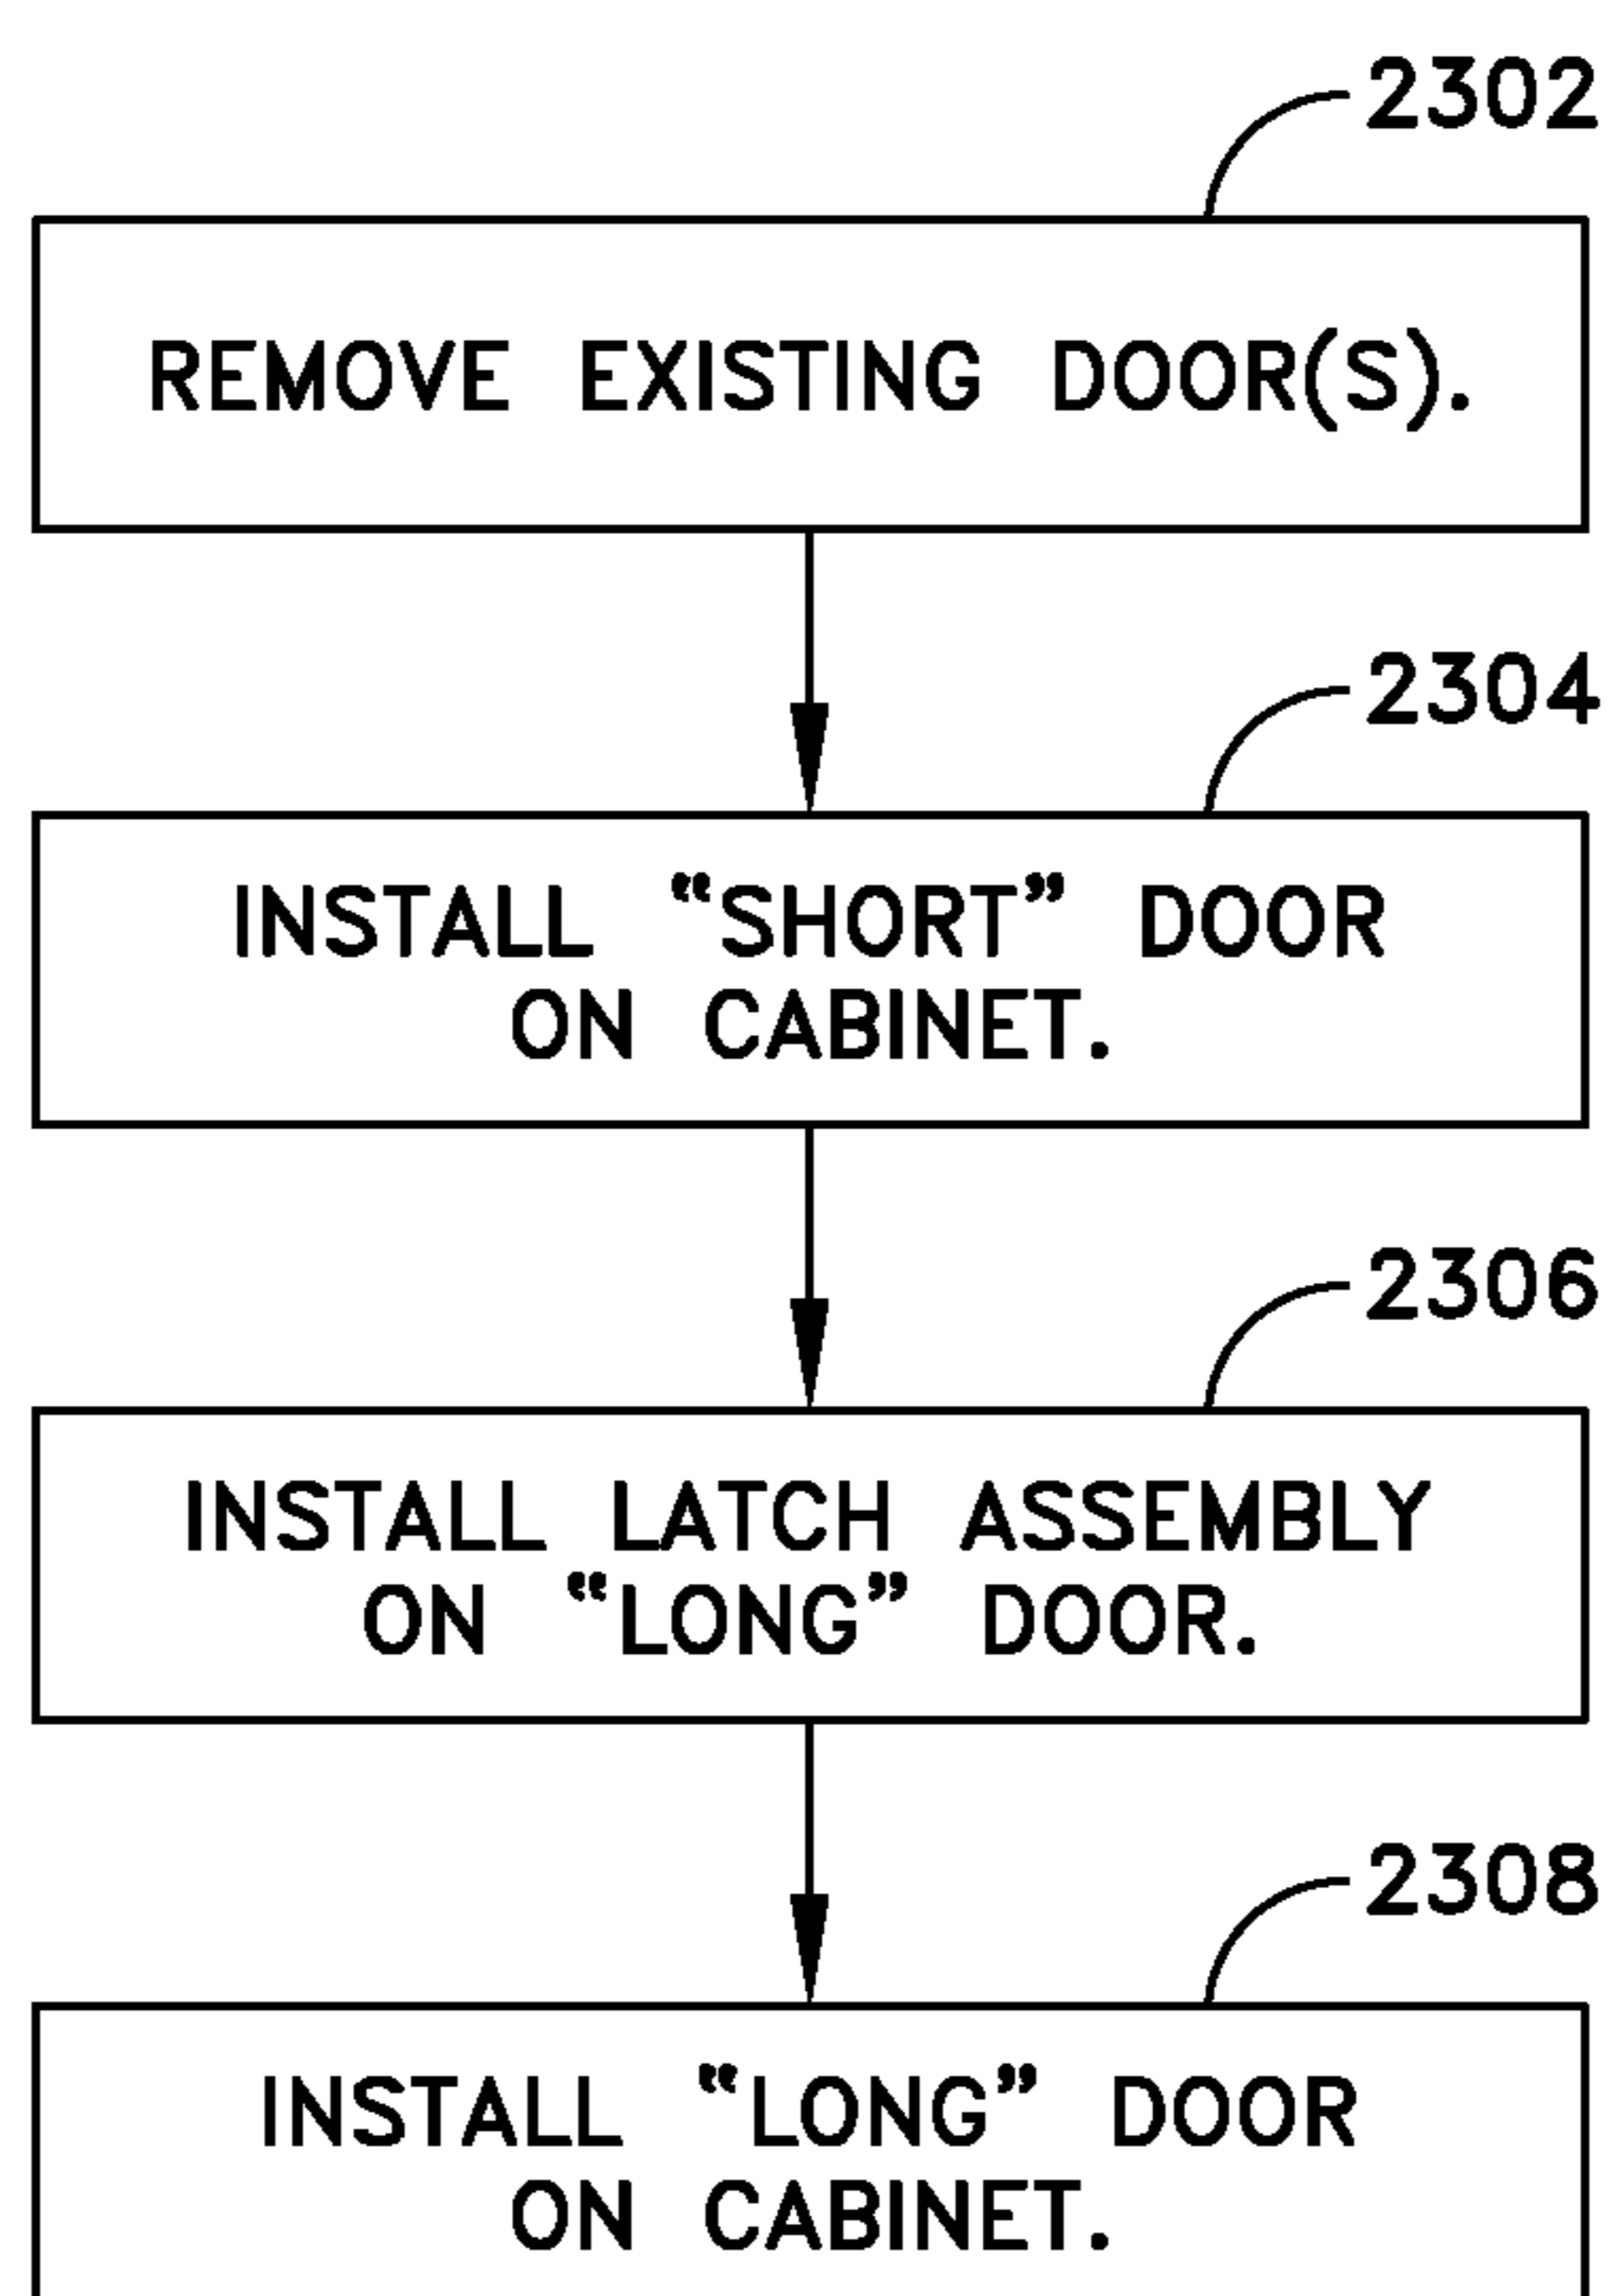 2302
REMOVE EXISTING DOOR(S).
2304
INSTALL “SHORT” DOOR
ON CABINET.
2306
INSTALL LATCH ASSEMBLY
ON “LONG” DOOR.
2308
INSTALL “LONG” DOOR
ON CABINET.